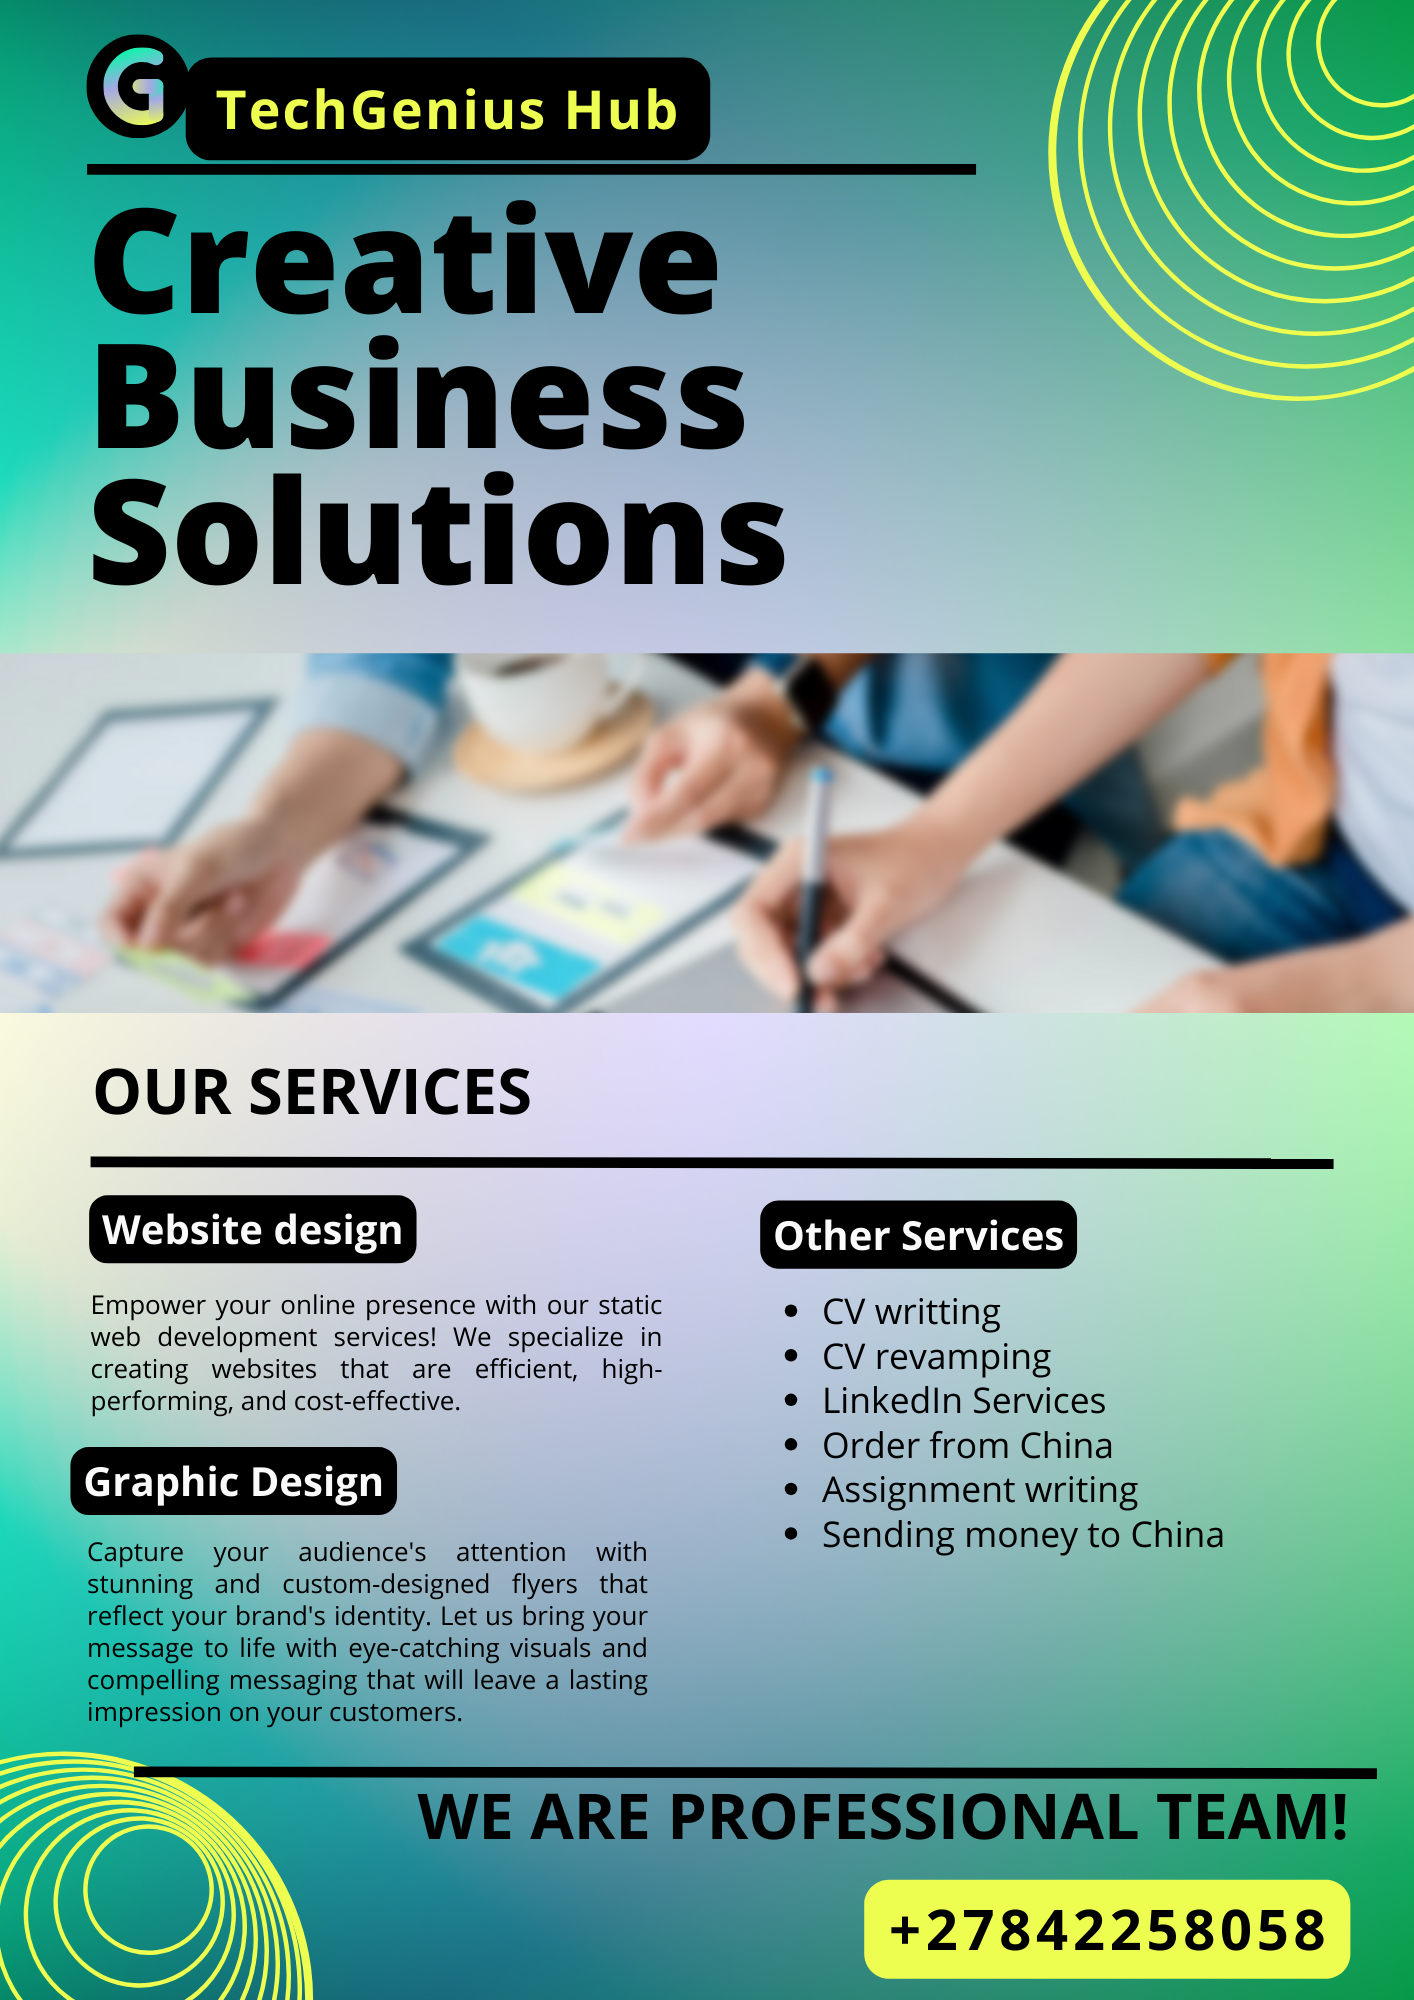 G
TechGenius Hub
Creative
Business
Solutions
OUR SERVICES
Website design
Empower your online presence with our static
web development services! We specialize in
creating websites that are efficient, high-
performing, and cost-effective.
Graphic Design
Capture your audience's attention with
stunning and custom-designed flyers that
reflect your brand's identity. Let us bring your
message to life with eye-catching visuals and
compelling messaging that will leave a lasting
impression on your customers.
Other Services
• CV writting
• CV revamping
• LinkedIn Services
• Order from China
• Assignment writing
• Sending money to China
WE ARE PROFESSIONAL TEAM!
+27842258058